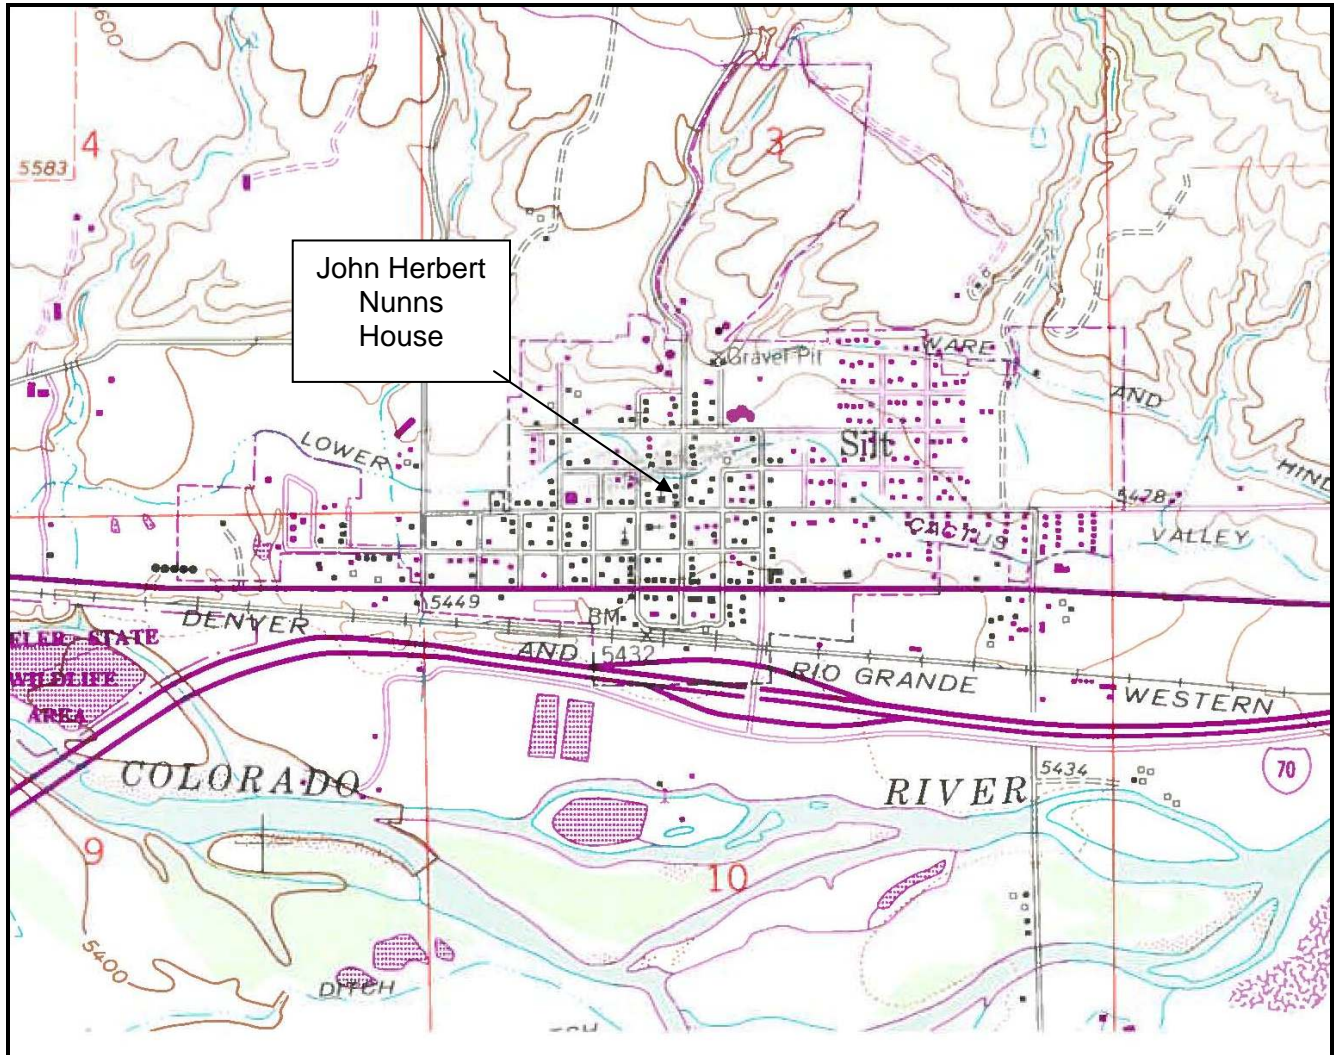 600
4
3
5583
John Herbert
Nunns
House
Gravel Pit
WARE
AND
HIND
LOWER
Silt
5428
CACTUS
VALLEY
5449
BM
5432
DENVER
AND
RIO GRANDE
WESTERN
STATE
WILDLIFE
AREA
COLORADO
RIVER
5434
70
9
10
5400
DITCH